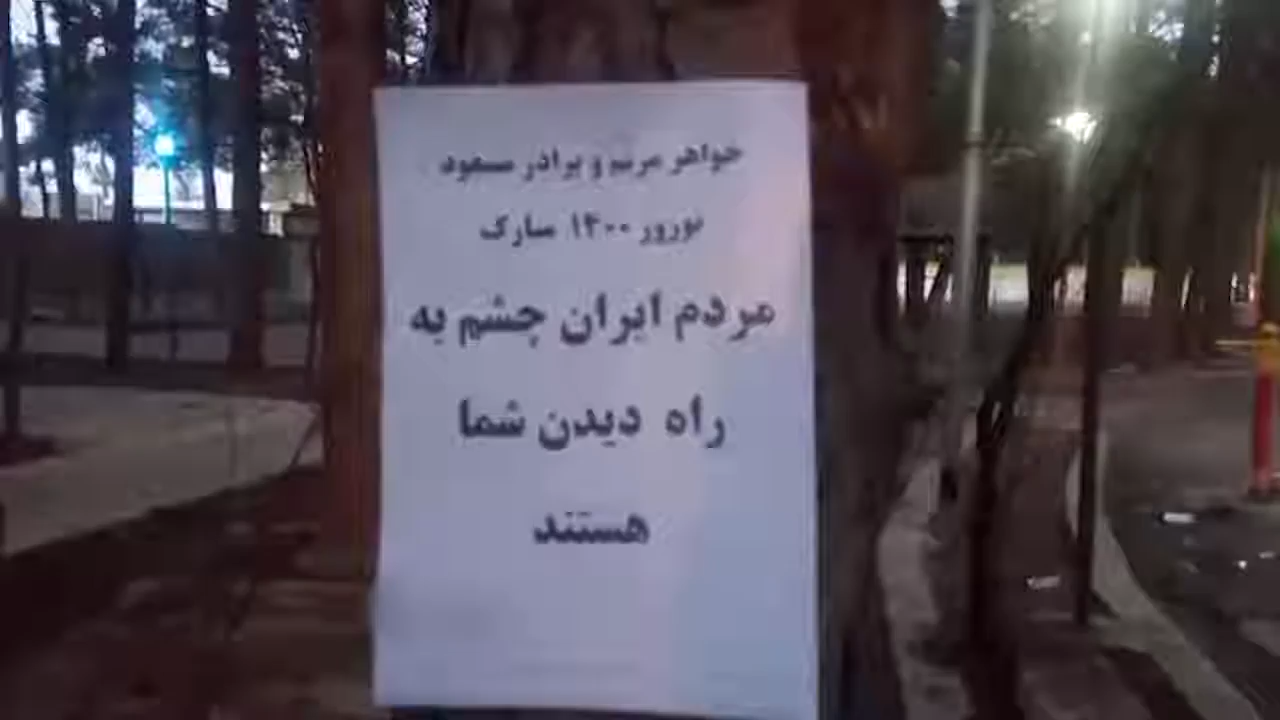 خواهر مریم و برادر مسعود
نوروز ۱۴۰۰ مبارک
مردم ایران چشم به
راه دیدن شما
هستند